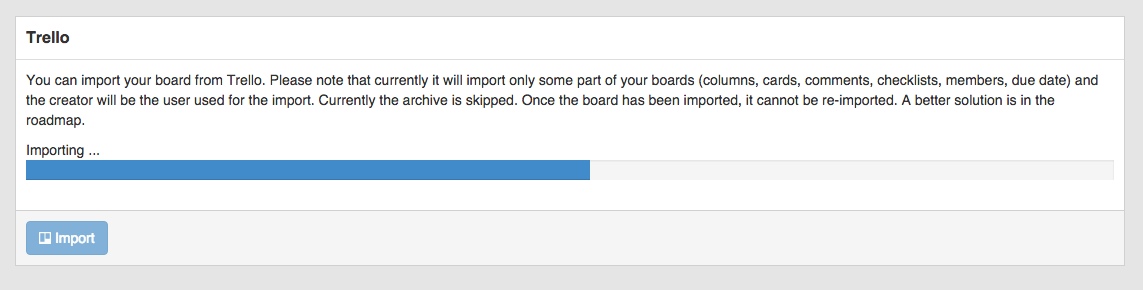 Trello
You can import your board from Trello. Please note that currently it will import only some part of your boards (columns, cards, comments, checklists, members, due date) and
the creator will be the user used for the import. Currently the archive is skipped. Once the board has been imported, it cannot be re-imported. A better solution is in the
roadmap.
Importing ...
Import